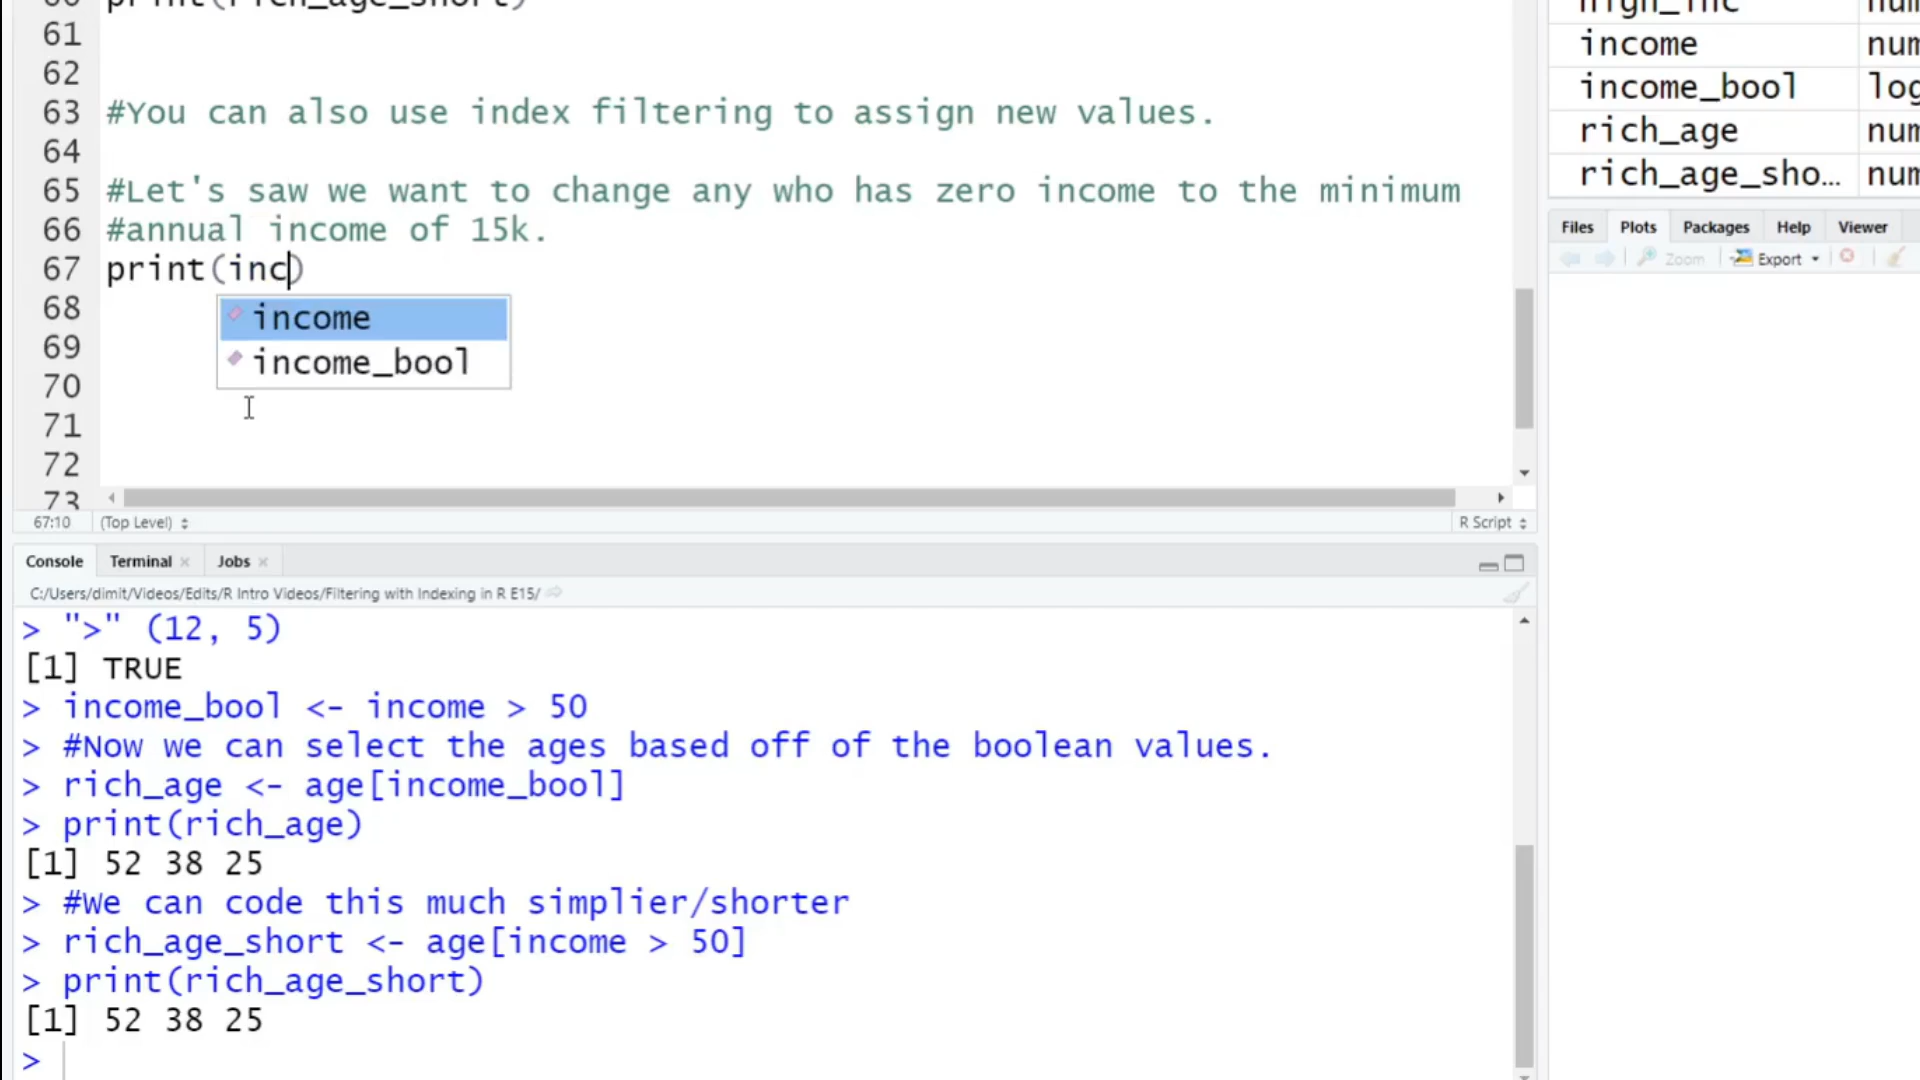 60 print(rich_age_short)
61
62
63 #You can also use index filtering to assign new values.
64
65 #Let's saw we want to change any who has zero income to the minimum
66 #annual income of 15k.
67 print(inc)
income
68
income_bool
69
70
71
72
73
67:10 (Top Level) R Script
Console Terminal Jobs
C:/Users/dimit/Videos/Edits/R Intro Videos/Filtering with Indexing in R E15/
> ">" (12, 5)
[1] TRUE
> income_bool <- income > 50
> #Now we can select the ages based off of the boolean values.
> rich_age <- age[income_bool]
> print(rich_age)
[1] 52 38 25
> #We can code this much simplier/shorter
> rich_age_short <- age[income > 50]
> print(rich_age_short)
[1] 52 38 25
>
high_inc num
income num
income_bool log
rich_age num
rich_age_sho… num
Files Plots Packages Help Viewer
Zoom Export